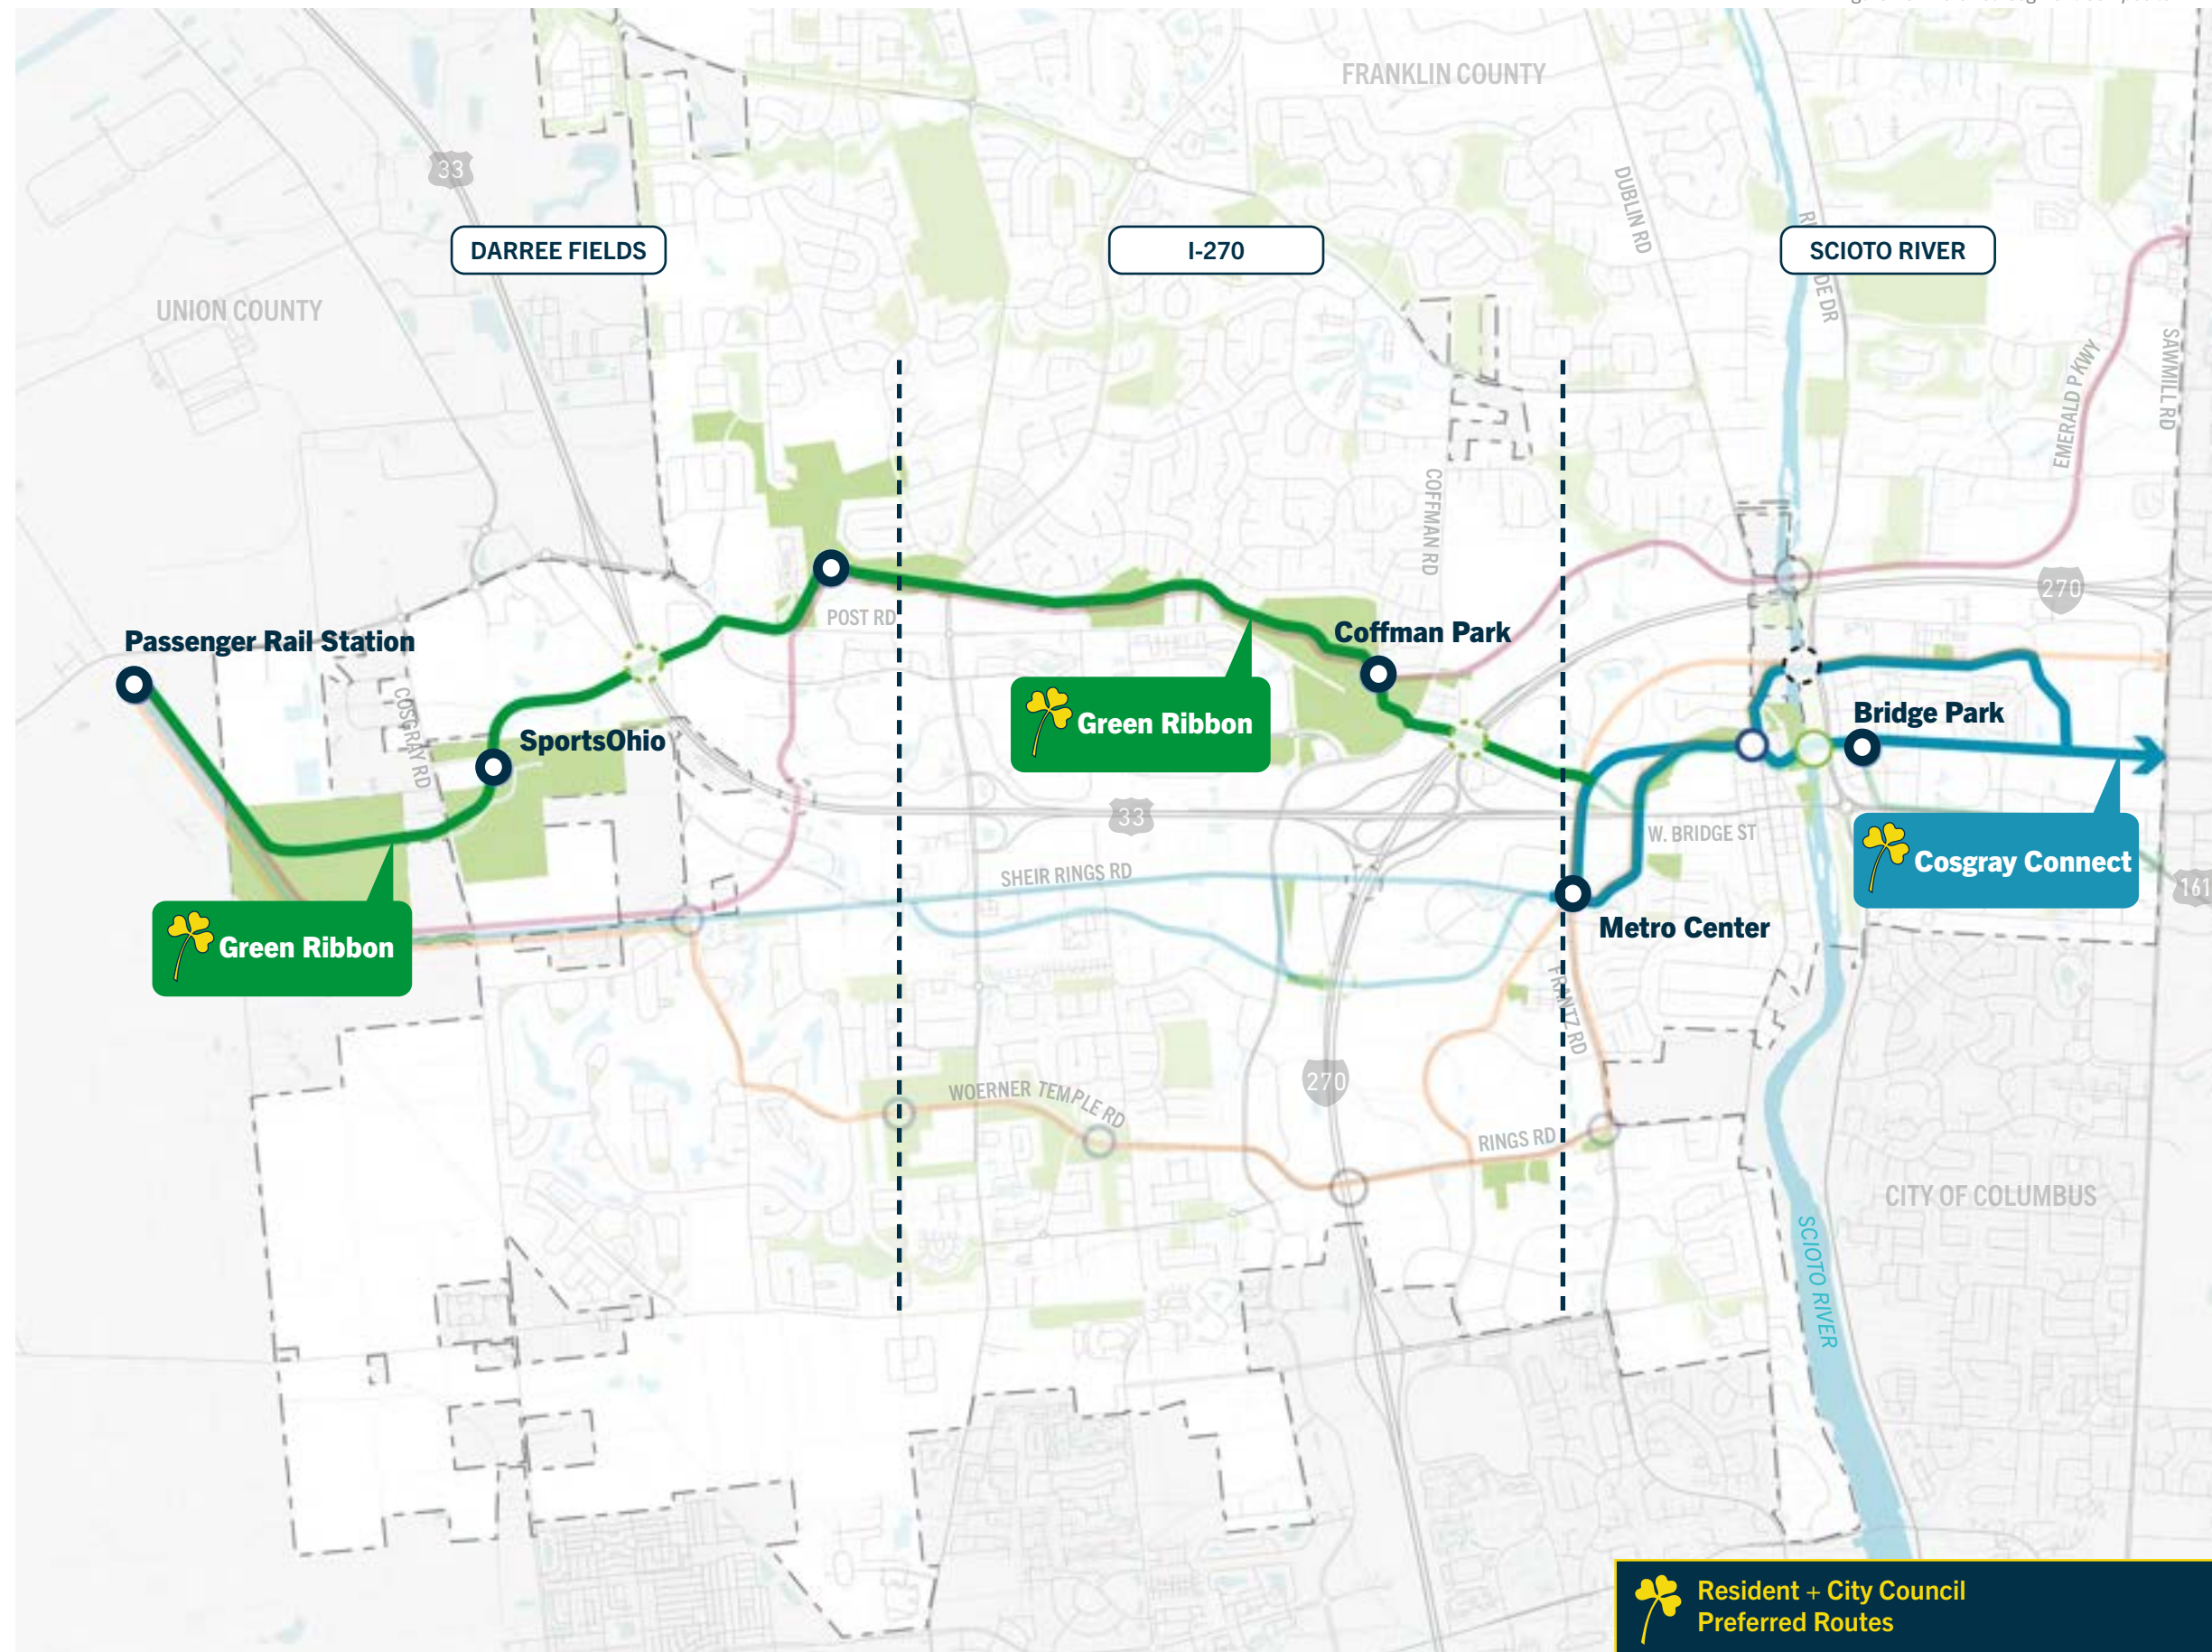 FRANKLIN COUNTY
33
DUBLIN RD
DARREE FIELDS
I-270
SCIOTO RIVER
UNION COUNTY
EMERALD PKWY
SAWMILL RD
COFFMAN RD
270
POST RD
Passenger Rail Station
Coffman Park
COSGRAY RD
SportsOhio
Green Ribbon
Bridge Park
33
W. BRIDGE ST
Cosgray Connect
SHEIR RINGS RD
161
Metro Center
Green Ribbon
FRANTZ RD
270
WOERNER TEMPLE RD
RINGS RD
CITY OF COLUMBUS
SCIOTO RIVER
Resident + City Council
Preferred Routes